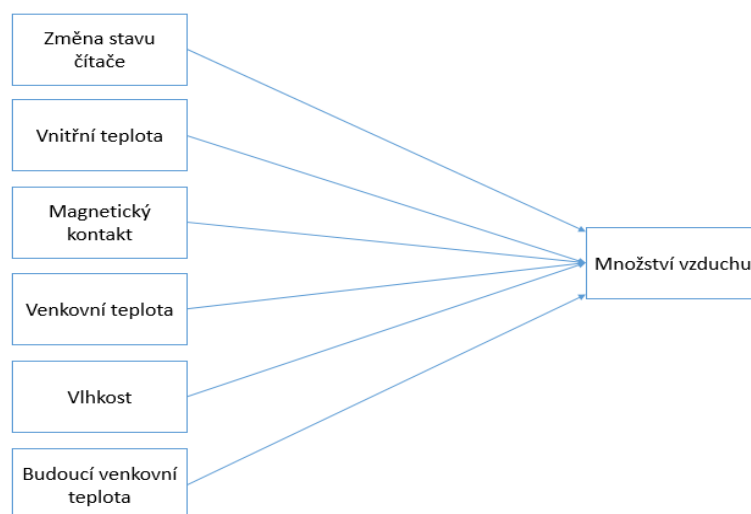 Změna stavu
čítače
Vnitřní teplota
Magnetický
kontakt
Množství vzduchu
Venkovní teplota
Vlhkost
Budoucí venkovní
teplota